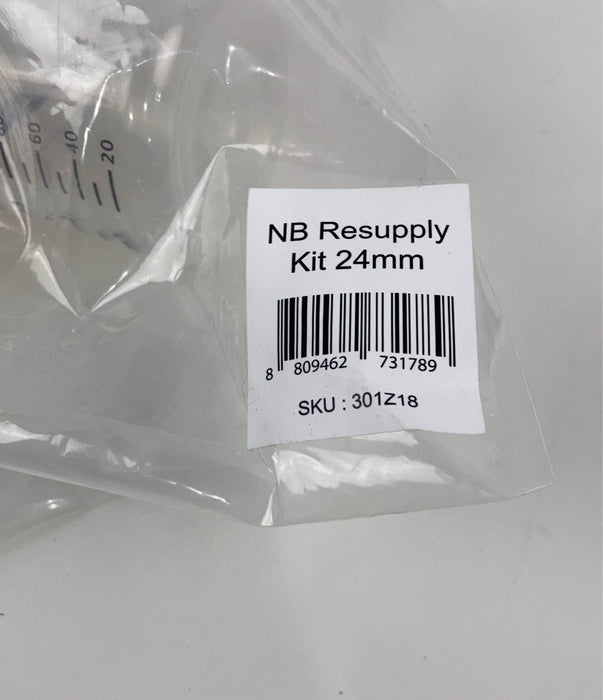 60 40 20
NB Resupply
Kit 24mm
8 809462 731789
SKU : 301Z18